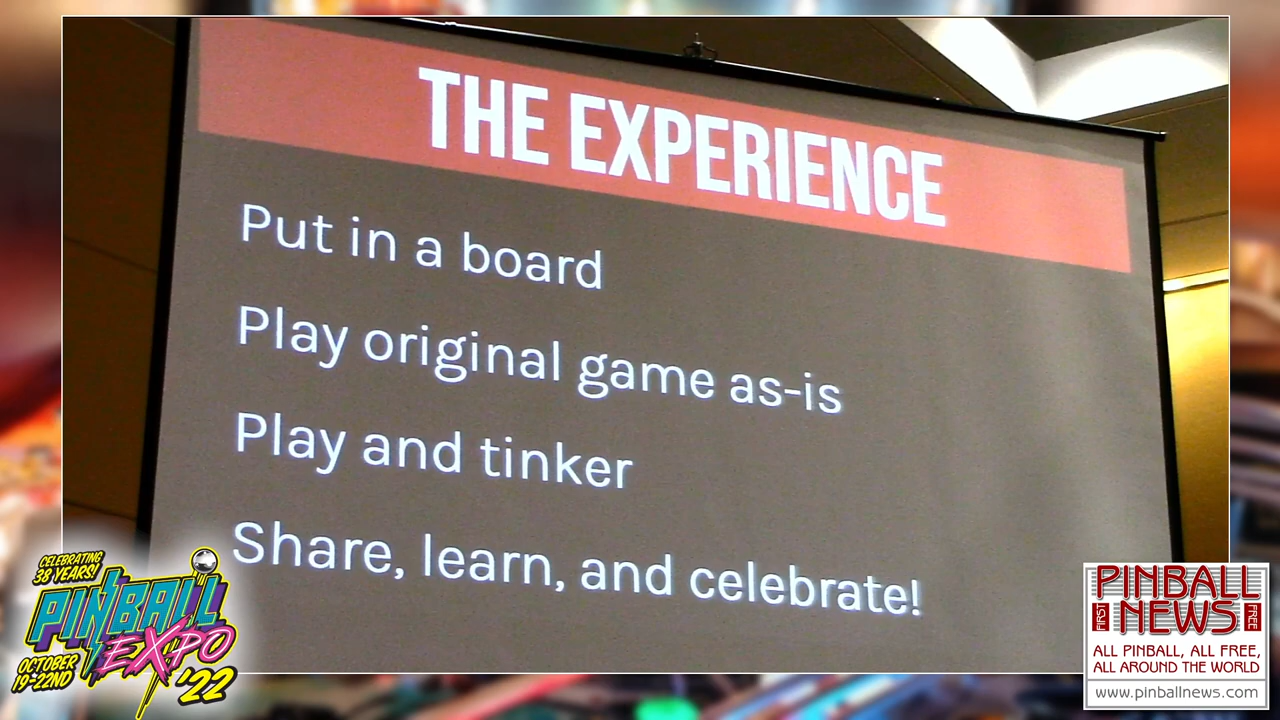 THE EXPERIENCE
Put in a board
Play original game as-is
Play and tinker
Share, learn, and celebrate!
CELEBRATING
38 YEARS!
PINBALL
EXPO
OCTOBER
19-22ND
'22
PINBALL
FIRST NEWS FREE
ALL PINBALL, ALL FREE,
ALL AROUND THE WORLD
www.pinballnews.com